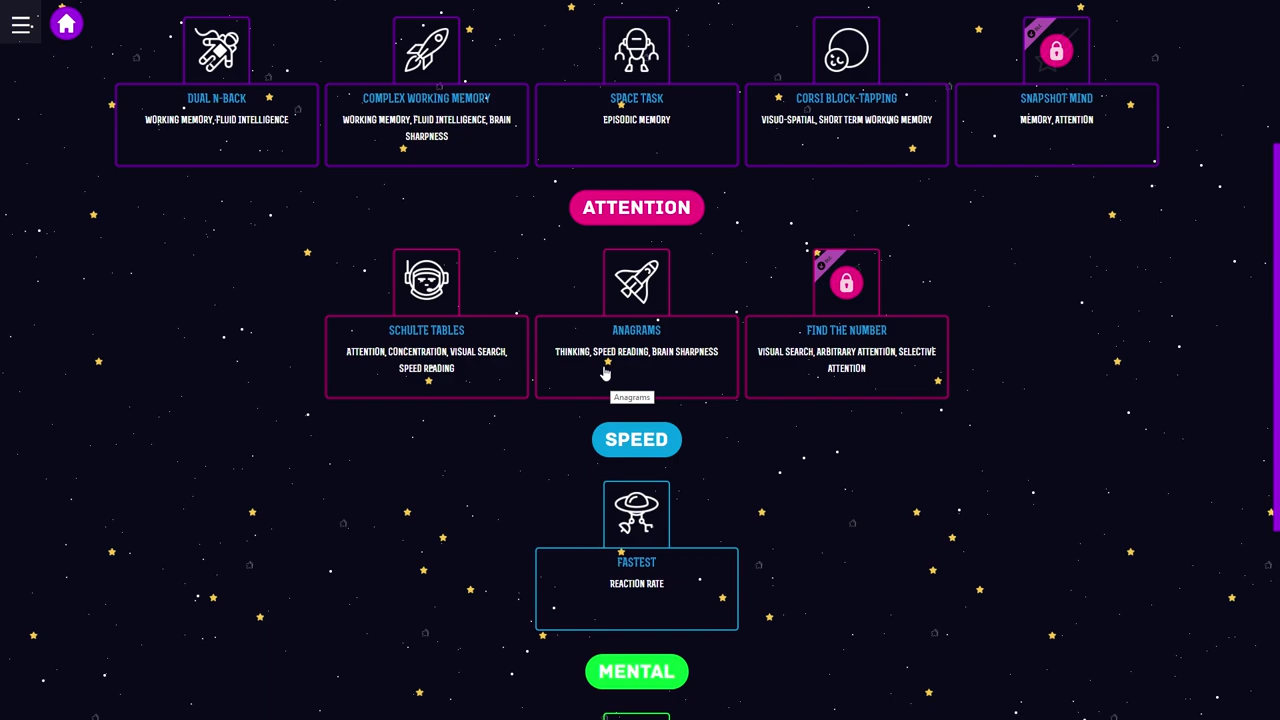 DUAL N-BACK
WORKING MEMORY, FLUID INTELLIGENCE
COMPLEX WORKING MEMORY
WORKING MEMORY, FLUID INTELLIGENCE, BRAIN
SHARPNESS
SPACE TASK
EPISODIC MEMORY
CORSI BLOCK-TAPPING
VISUO-SPATIAL, SHORT TERM WORKING MEMORY
SNAPSHOT MIND
MEMORY, ATTENTION
ATTENTION
SCHULTE TABLES
ATTENTION, CONCENTRATION, VISUAL SEARCH,
SPEED READING
ANAGRAMS
THINKING, SPEED READING, BRAIN SHARPNESS
Anagrams
FIND THE NUMBER
VISUAL SEARCH, ARBITRARY ATTENTION, SELECTIVE
ATTENTION
SPEED
FASTEST
REACTION RATE
MENTAL